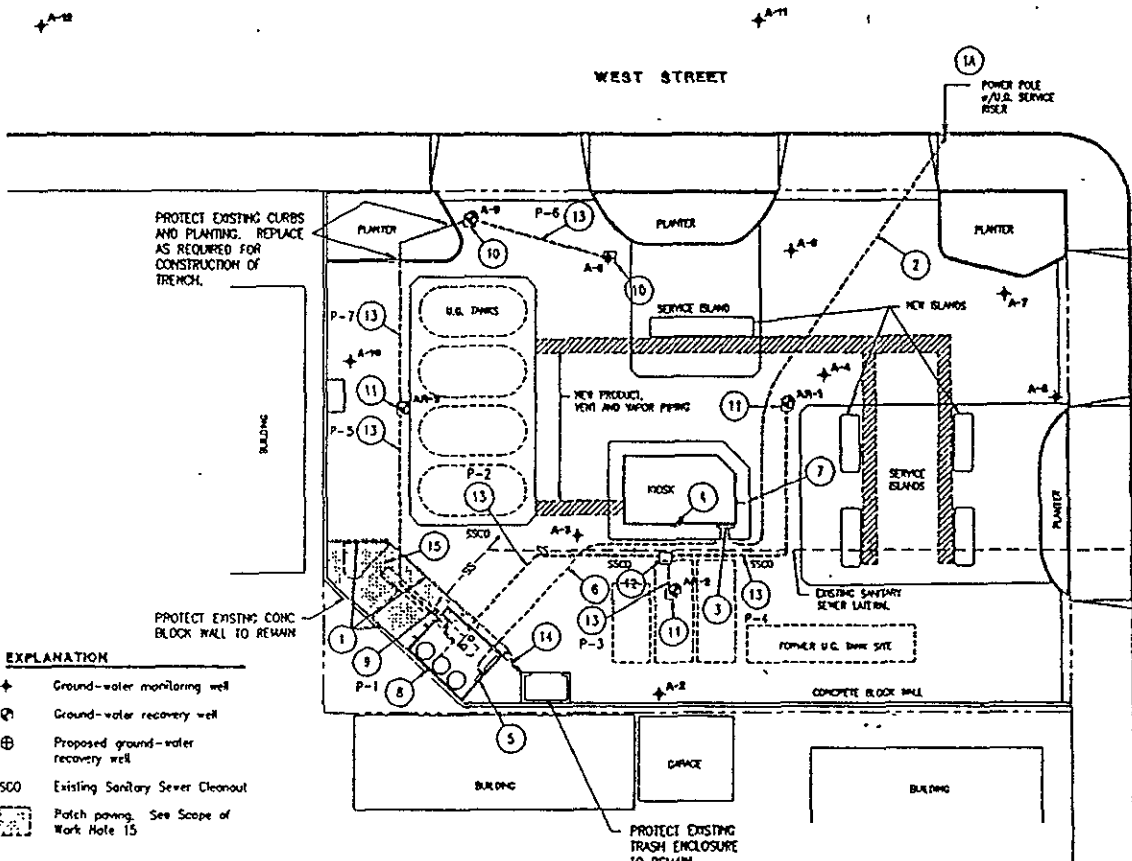 A-12
A-11
WEST STREET
1A
POWER POLE
w/U.G. SERVICE
RISER
PROTECT EXISTING CURBS
AND PLANTING. REPLACE
AS REQUIRED FOR
CONSTRUCTION OF
TRENCH.
PLANTER
A-9
P-6
13
PLANTER
PLANTER
10
A-8
10
2
A-7
U.G. TANKS
SERVICE ISLAND
NEW ISLANDS
P-7
13
A-10
A-4
11
11
AR-1
P-5
13
NEW PRODUCT,
VENT AND VAPOR PIPING
BUILDING
P-2
13
KIOSK
4
7
SERVICE
ISLANDS
PLANTER
SSCO
A-3
15
SSCO
12
AR-2
6
13
P-3
11
3
13
P-4
EXISTING SANITARY
SEWER LATERAL
PROTECT EXISTING CONC
BLOCK WALL TO REMAIN
1
9
14
FORMER U.G. TANK SITE
P-1
8
5
A-2
CONCRETE BLOCK WALL
EXPLANATION
Ground-water monitoring well
Ground-water recovery well
Proposed ground-water
recovery well
SCO
Existing Sanitary Sewer Cleanout
Patch paving. See Scope of
Work Note 15
BUILDING
GARAGE
BUILDING
PROTECT EXISTING
TRASH ENCLOSURE
TO REMAIN